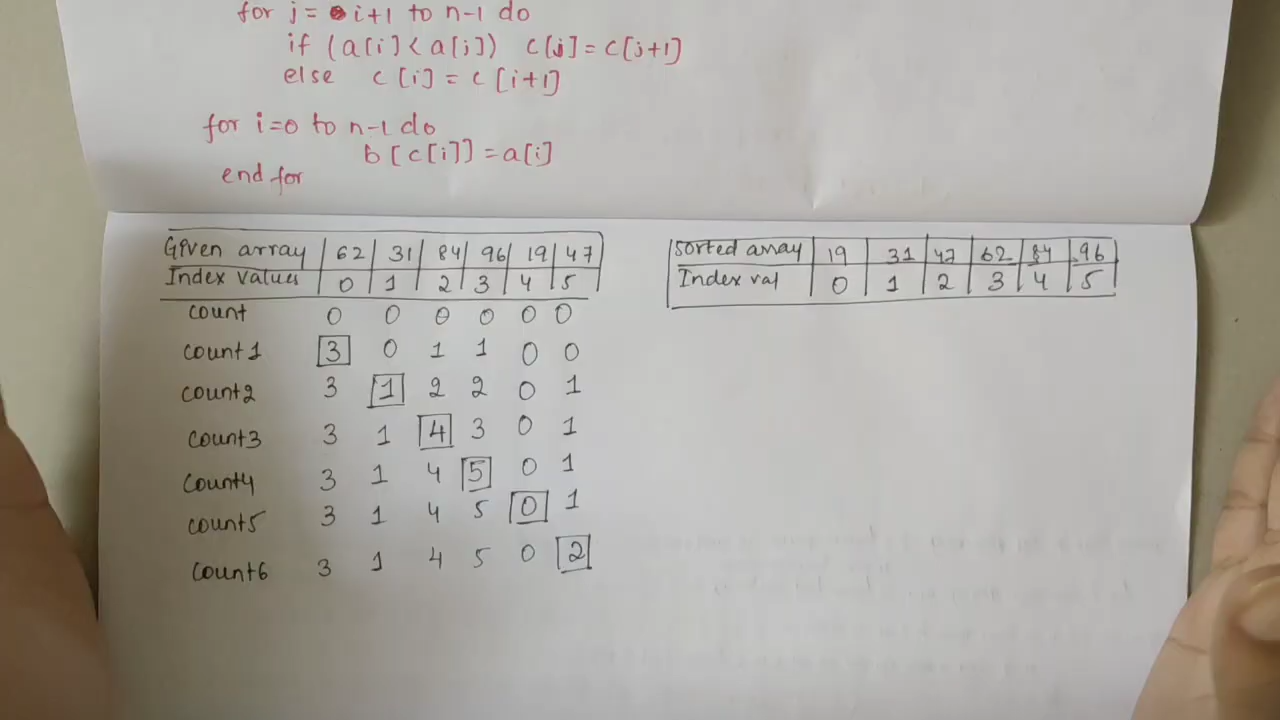 for j = i+1 to n-1 do
if (a[i] < a[j]) c[j] = c[j+1]
else c[i] = c[i+1]
for i=0 to n-1 do
b[c[i]] = a[i]
end for
Given array | 62 | 31 | 84 | 96 | 19 | 47
Index values | 0 | 1 | 2 | 3 | 4 | 5
count 0 0 0 0 0 0
count1 3 0 1 1 0 0
count2 3 1 2 2 0 1
count3 3 1 4 3 0 1
count4 3 1 4 5 0 1
count5 3 1 4 5 0 1
count6 3 1 4 5 0 2
Sorted array | 19 | 31 | 47 | 62 | 84 | 96
Index val | 0 | 1 | 2 | 3 | 4 | 5